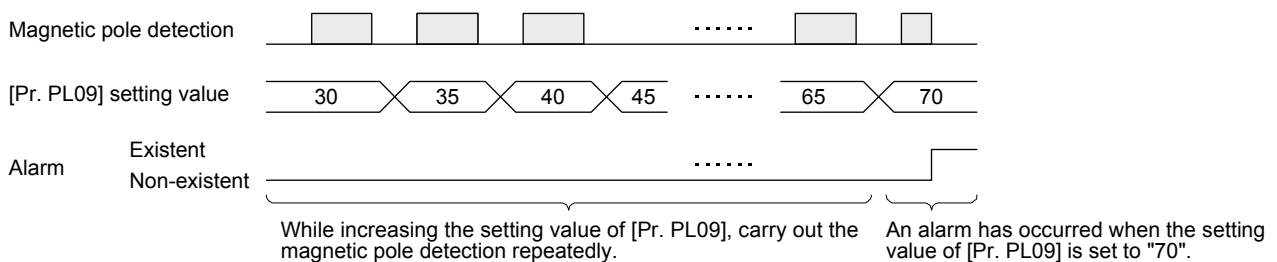 Magnetic pole detection
[Pr. PL09] setting value 30 35 40 45 65 70
Alarm
Existent
Non-existent
While increasing the setting value of [Pr. PL09], carry out the
magnetic pole detection repeatedly.
An alarm has occurred when the setting
value of [Pr. PL09] is set to "70".